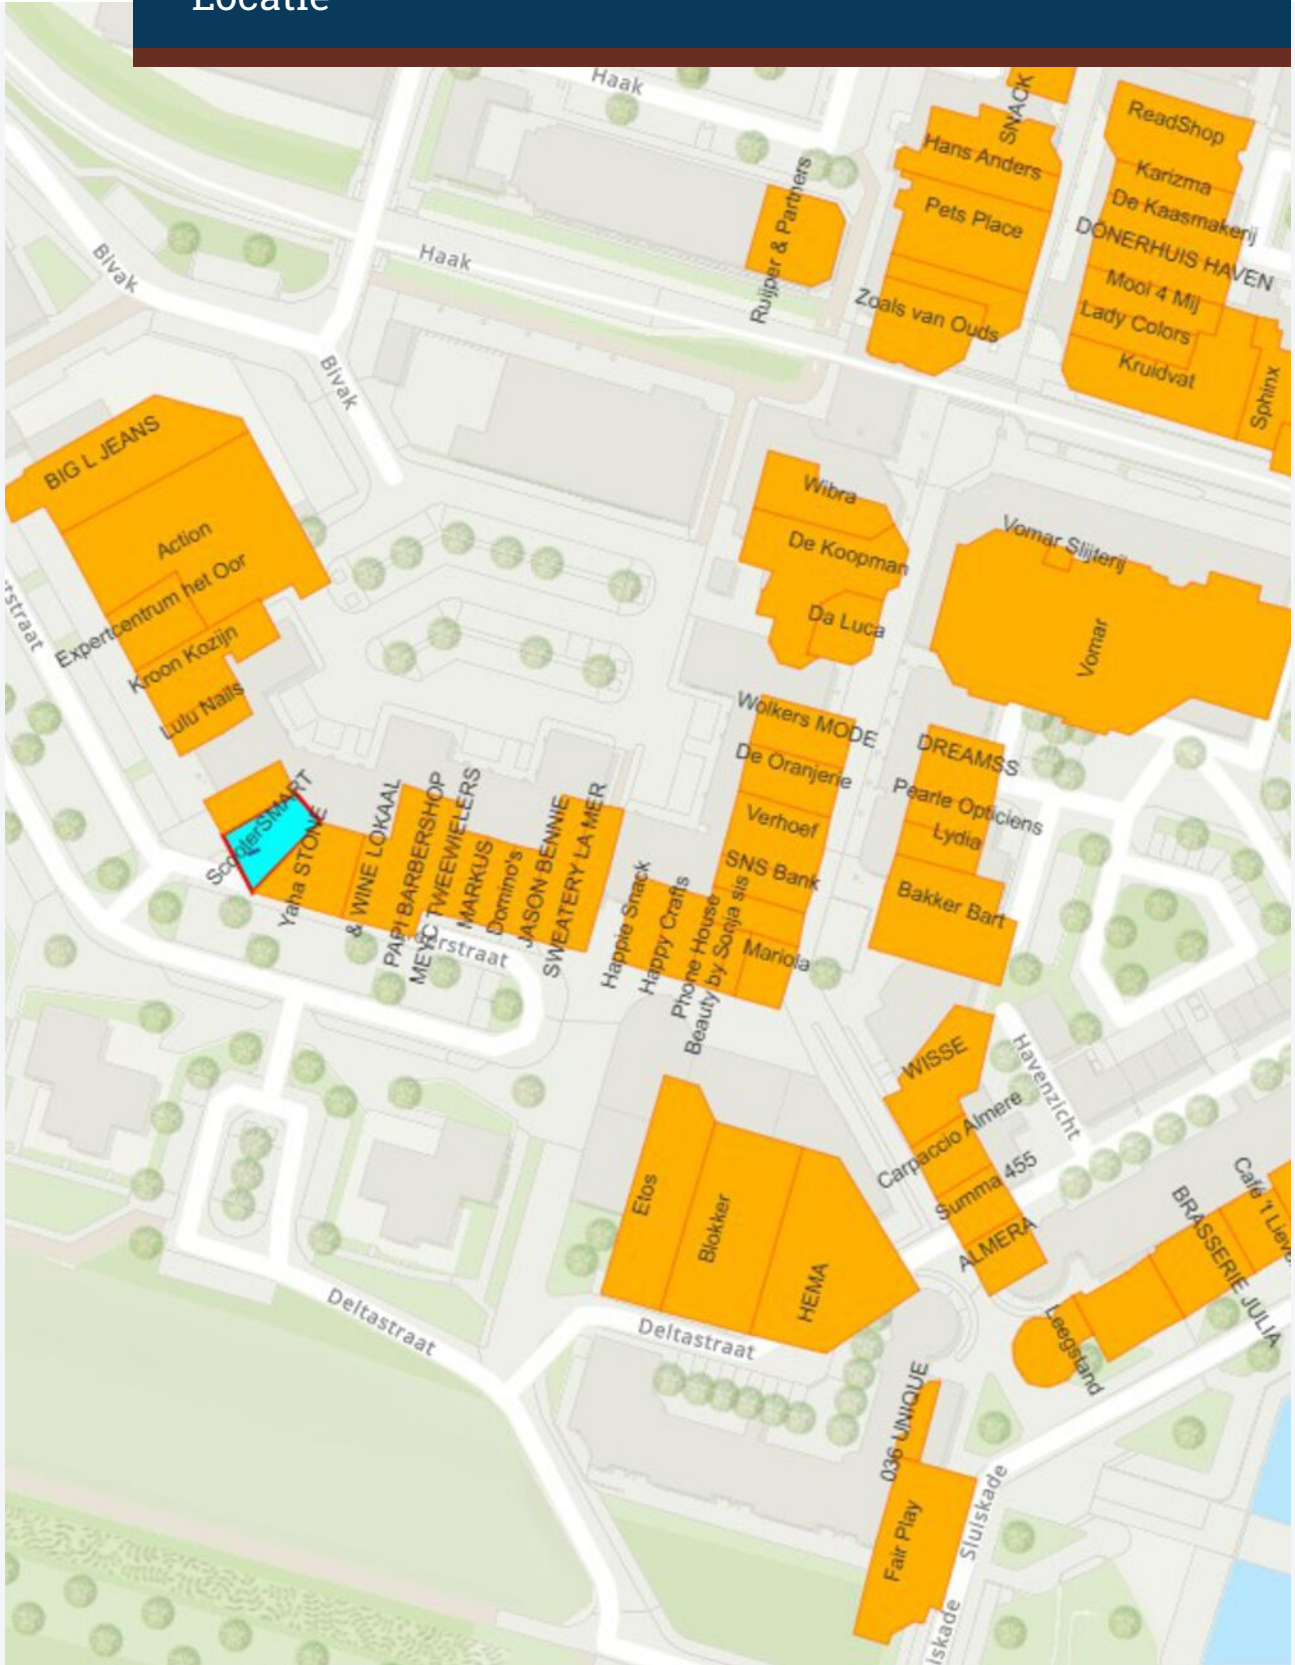 Locatie
Haak
SNACK
ReadShop
Hans Anders
Karizma
Pets Place
De Kaasmakerij
DÖNERHUIS HAVEN
Ruijper & Partners
Haak
Bivak
Mooi 4 Mij
Zoals van Ouds
Lady Colors
Kruidvat
Sphinx
Bivak
BIG L JEANS
Action
Wibra
De Koopman
Vomar Slijterij
Expertcentrum het Oor
Da Luca
Vomar
Kroon Kozijn
Lulu Nails
Wolkers MODE
DREAMSS
De Oranjerie
Pearle Opticiens
Verhoef
Lydia
SNS Bank
Bakker Bart
ScooterSMART
Yaha STONE
& WINE LOKAAL
PAPI BARBERSHOP
MEYC TWEEWIELERS
MARKUS
Domino's
JASON BENNIE
SWEATERY LA MER
Happie Snack
Happy Crafts
Phone House
Beauty by Sonja sis
Mariola
erstraat
WISSE
Havenzicht
Carpaccio Almere
Summa 455
ALMERA
Etos
Blokker
HEMA
Café 't Lieve
BRASSERIE JULIA
Leegstand
Deltastraat
Deltastraat
036 UNIQUE
Fair Play
Sluiskade
iskade